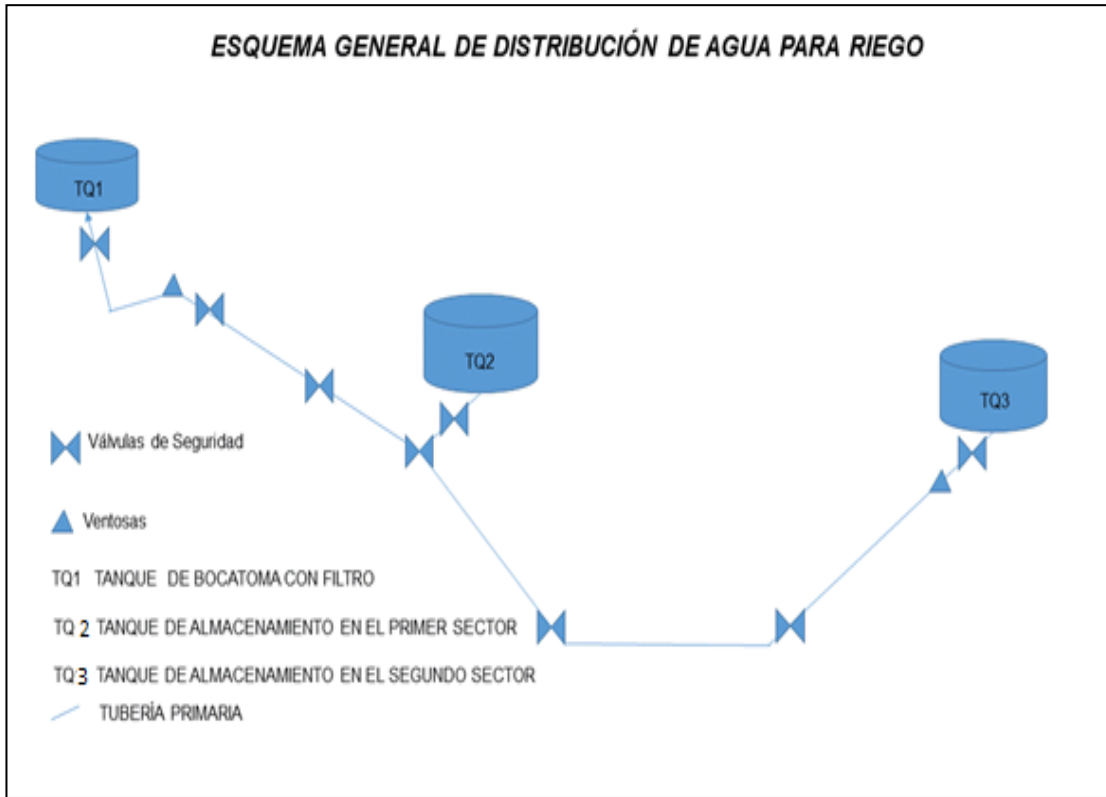 ESQUEMA GENERAL DE DISTRIBUCIÓN DE AGUA PARA RIEGO
TQ1
TQ2
TQ3
Válvulas de Seguridad
Ventosas
TQ1 TANQUE DE BOCATOMA CON FILTRO
TQ 2 TANQUE DE ALMACENAMIENTO EN EL PRIMER SECTOR
TQ 3 TANQUE DE ALMACENAMIENTO EN EL SEGUNDO SECTOR
TUBERÍA PRIMARIA